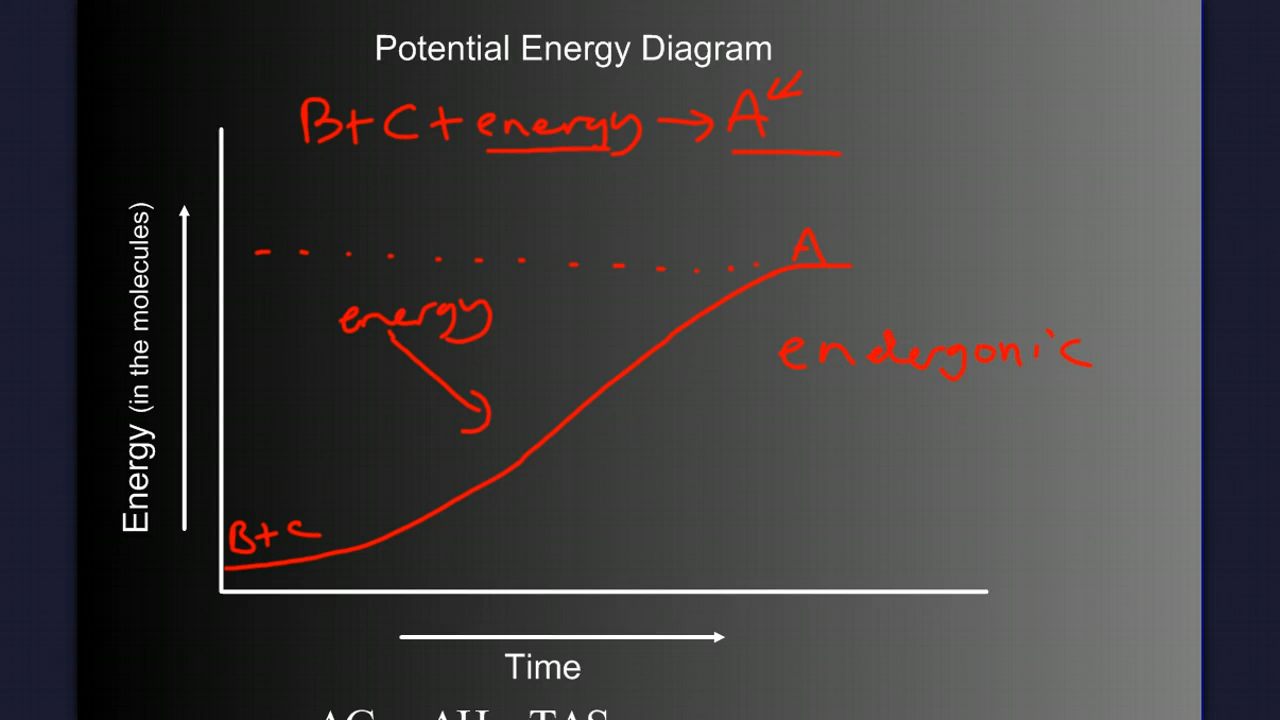 Potential Energy Diagram
B+C+energy→A
A
energy
endergonic
B+C
Energy (in the molecules)
Time